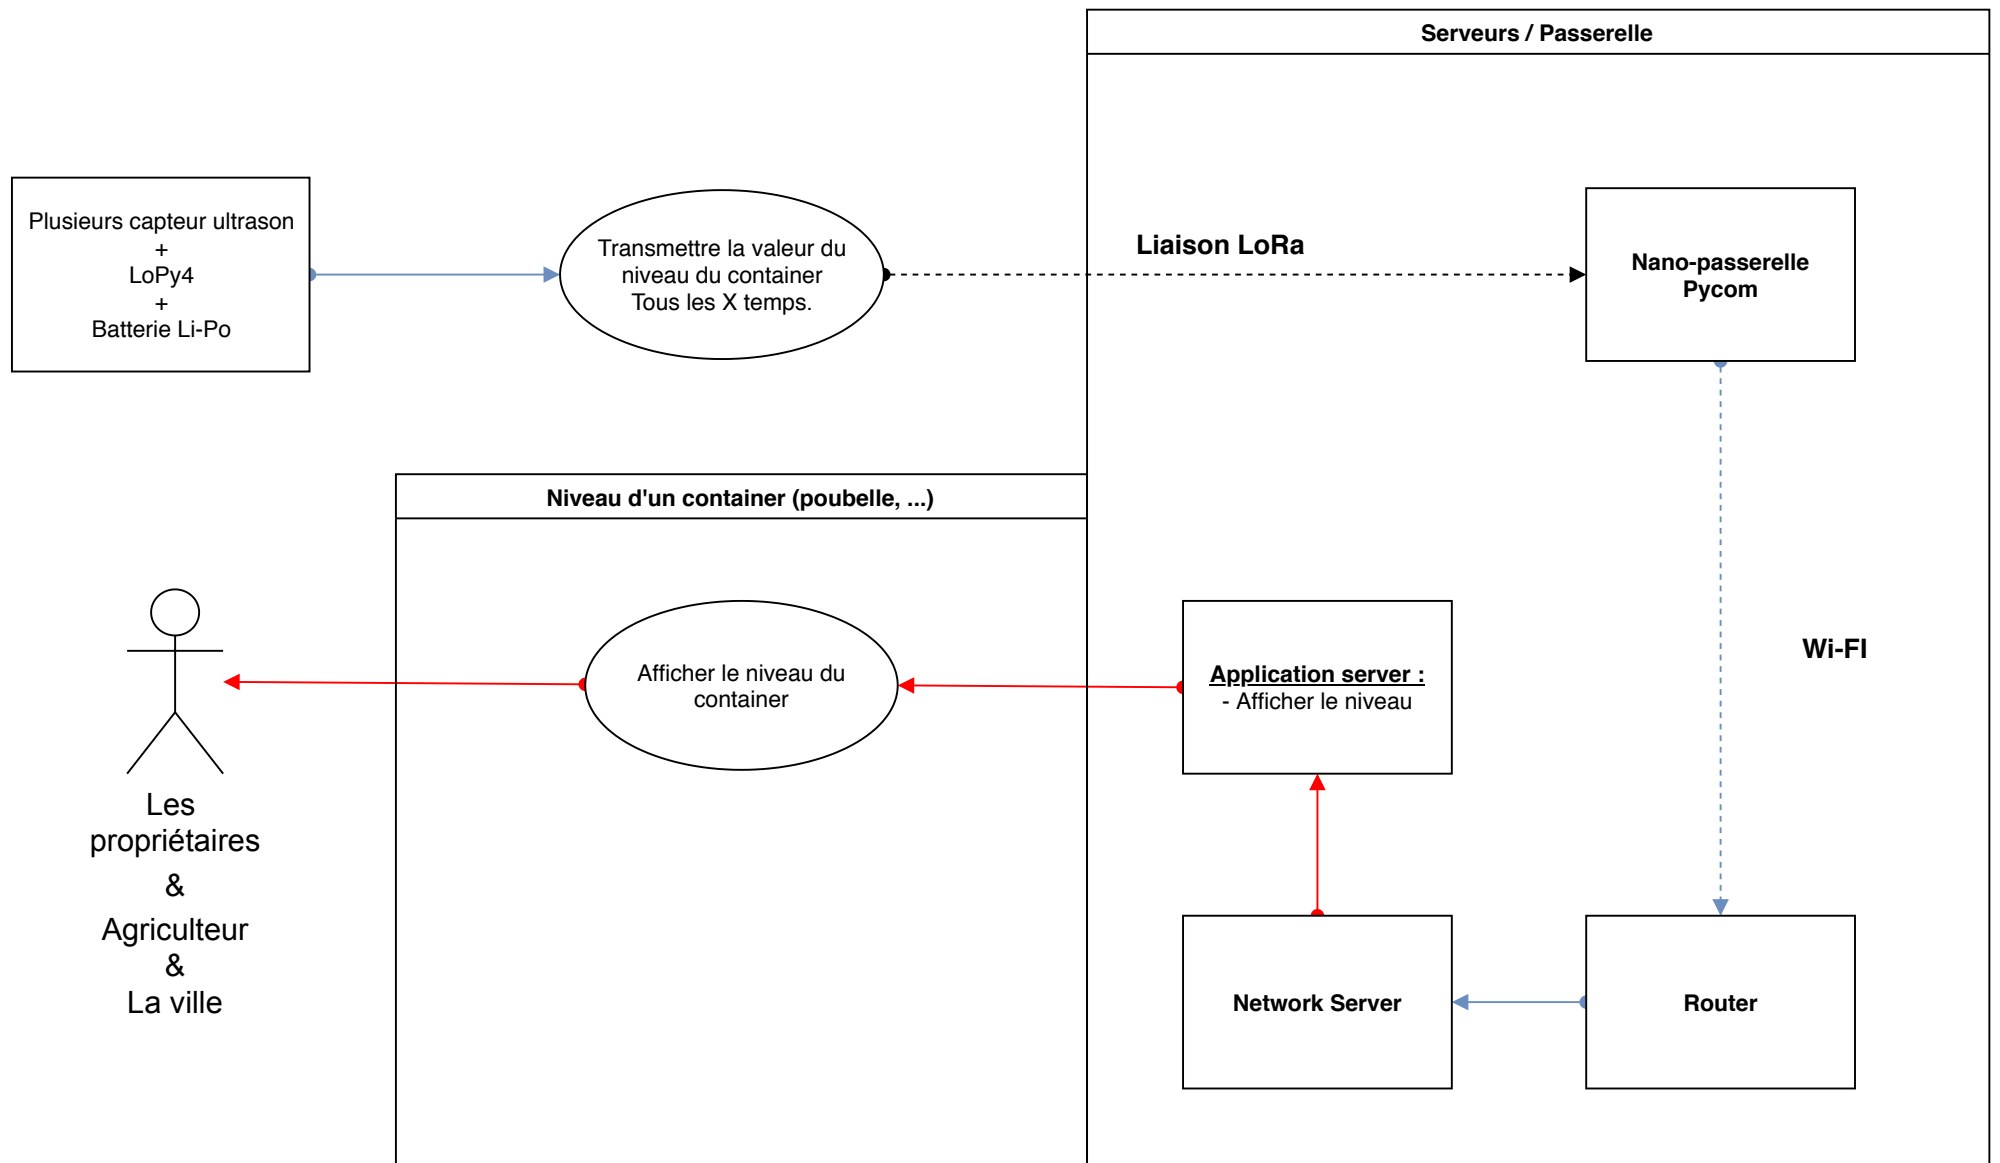 Serveurs / Passerelle
Plusieurs capteur ultrason
+
LoPy4
+
Batterie Li-Po
Transmettre la valeur du
niveau du container
Tous les X temps.
Liaison LoRa
Nano-passerelle
Pycom
Niveau d'un container (poubelle, ...)
Afficher le niveau du
container
Application server :
- Afficher le niveau
Wi-FI
Les
propriétaires
&
Agriculteur
&
La ville
Network Server
Router